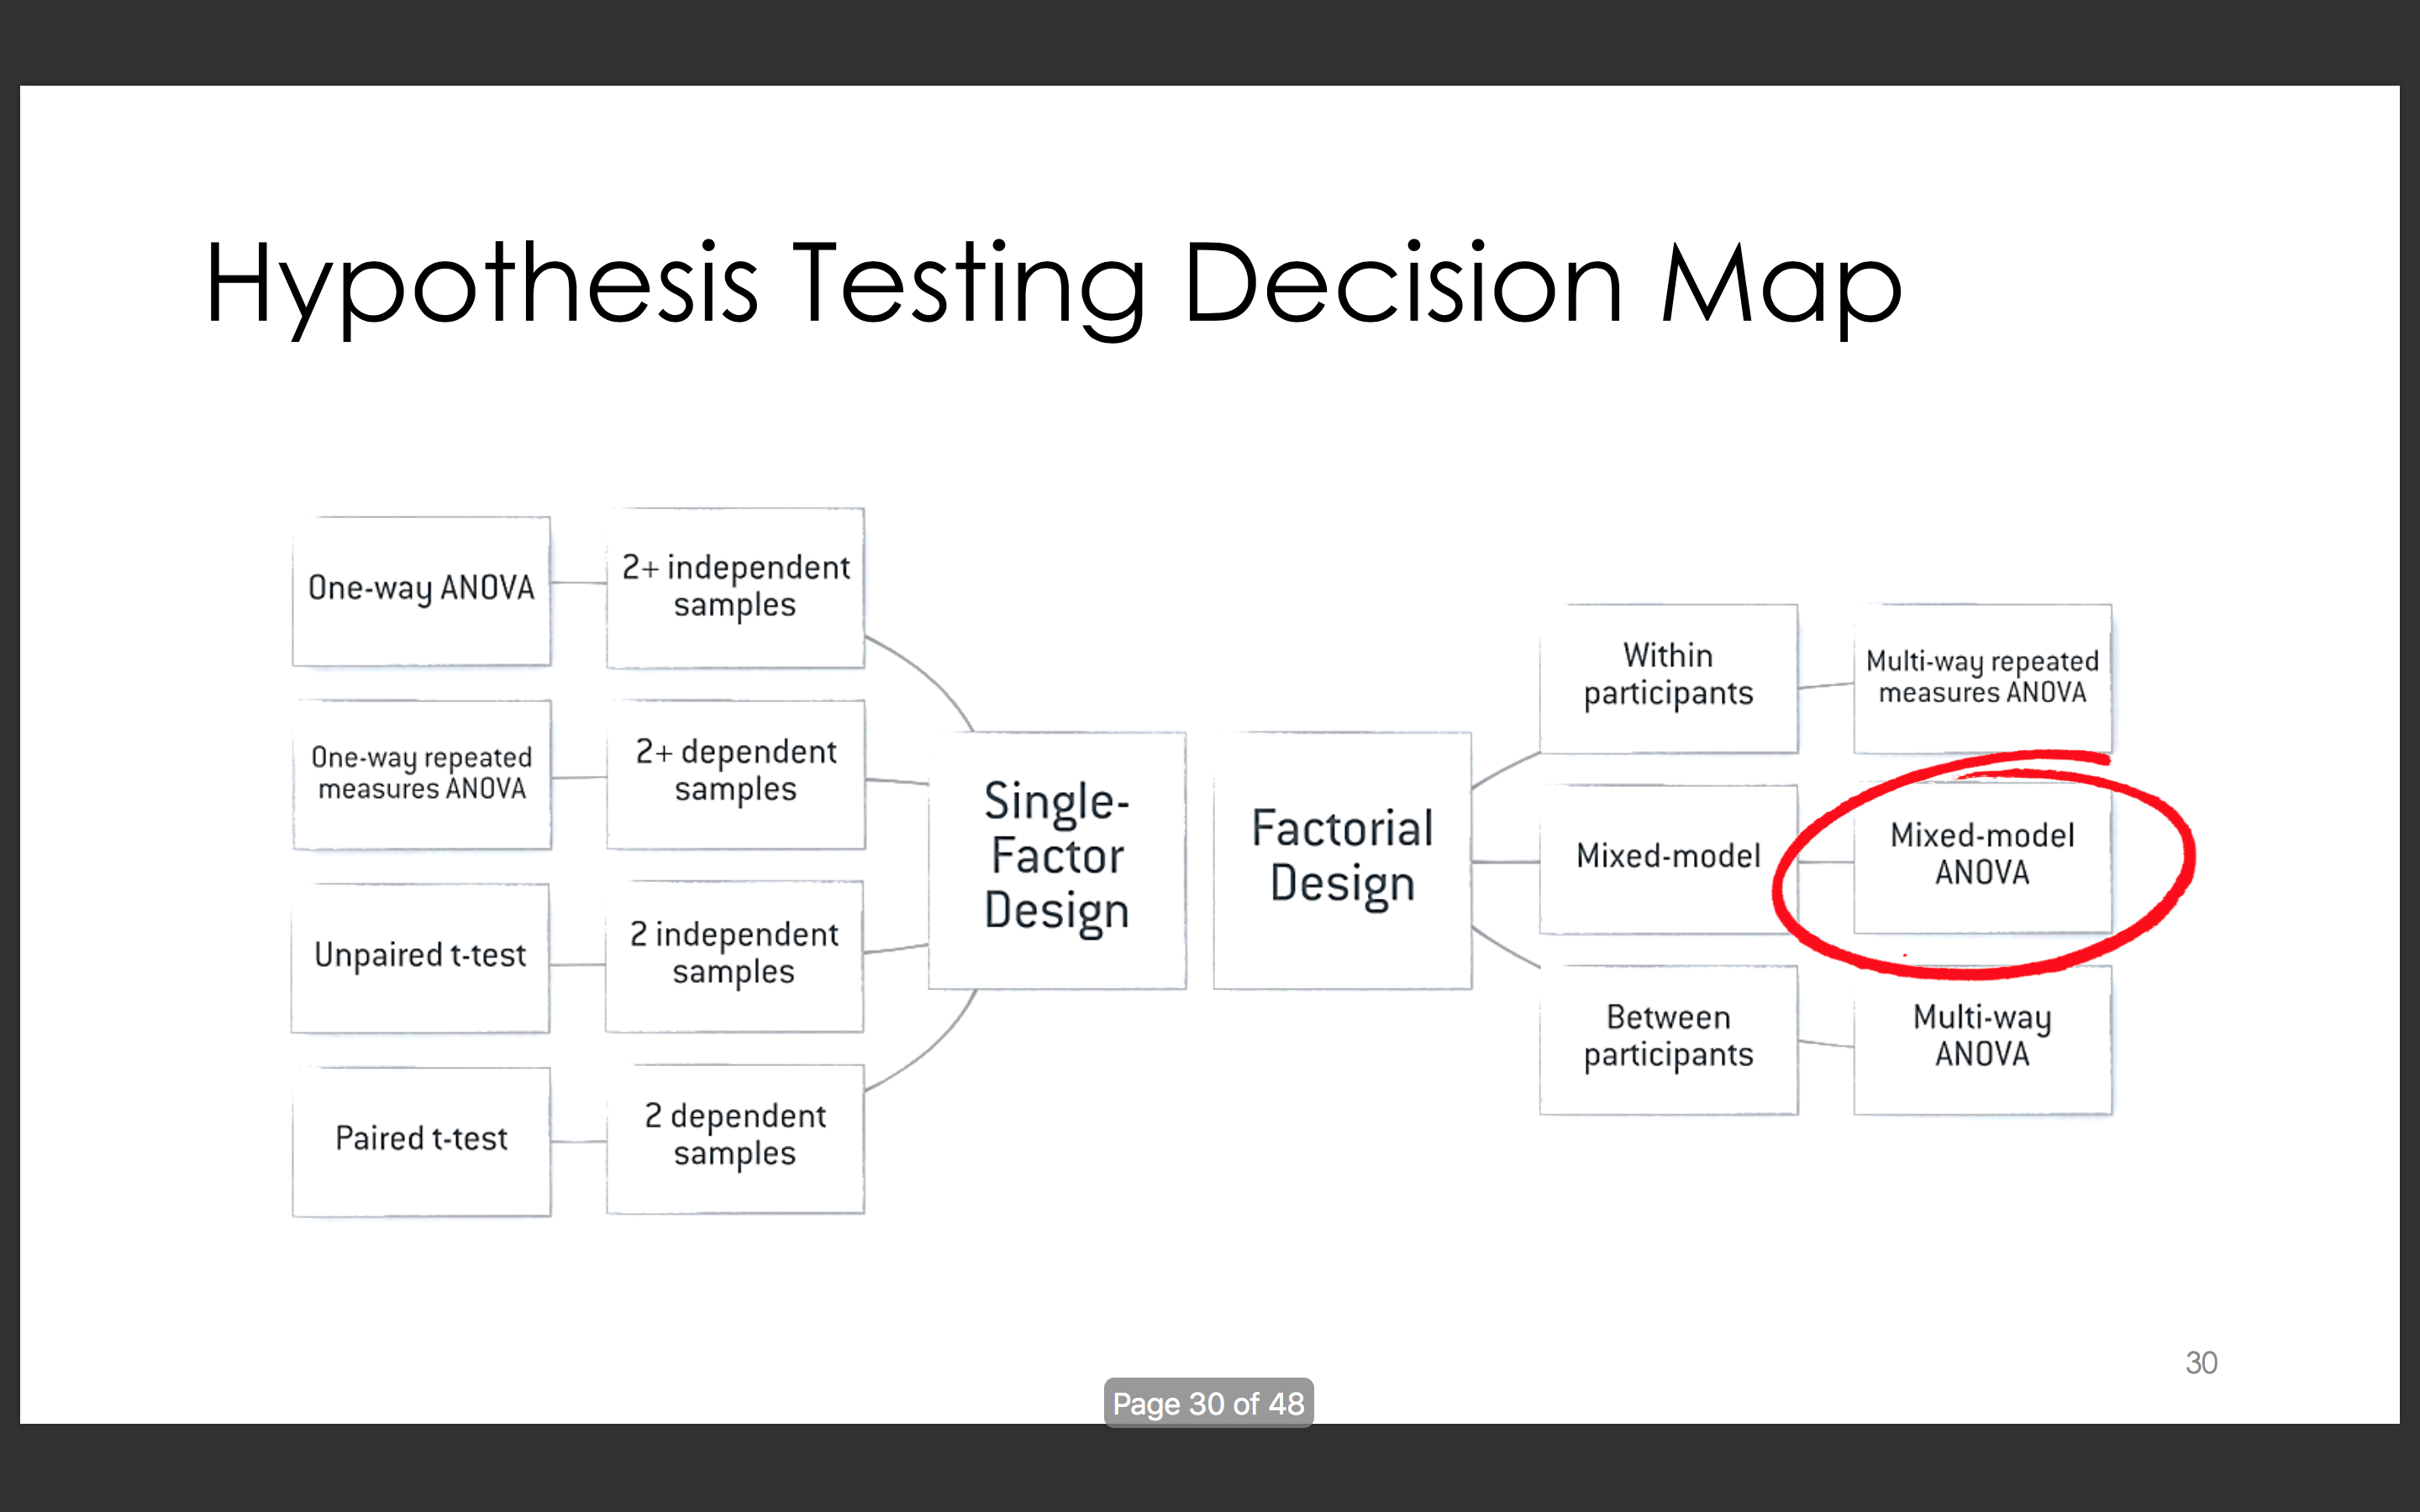 Hypothesis Testing Decision Map
One-way ANOVA
2+ independent
samples
One-way repeated
measures ANOVA
2+ dependent
samples
Unpaired t-test
2 independent
samples
Paired t-test
2 dependent
samples
Single-
Factor
Design
Factorial
Design
Within
participants
Multi-way repeated
measures ANOVA
Mixed-model
Mixed-model
ANOVA
Between
participants
Multi-way
ANOVA
30
Page 30 of 48